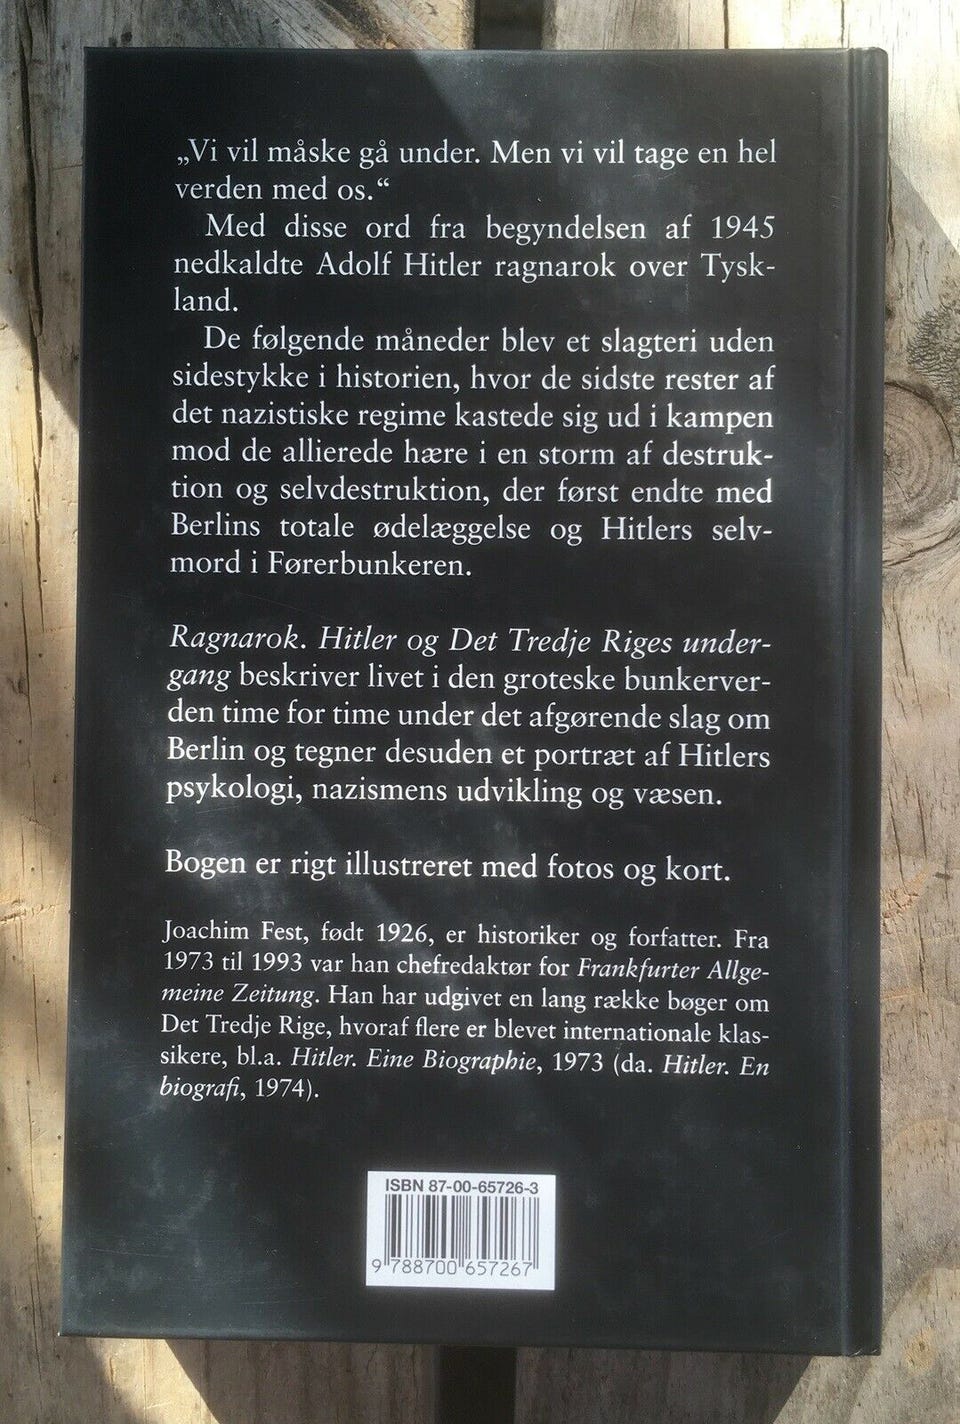 „Vi vil måske gå under. Men vi vil tage en hel
verden med os.“
Med disse ord fra begyndelsen af 1945
nedkaldte Adolf Hitler ragnarok over Tysk-
land.
De følgende måneder blev et slagteri uden
sidestykke i historien, hvor de sidste rester af
det nazistiske regime kastede sig ud i kampen
mod de allierede hære i en storm af destruk-
tion og selvdestruktion, der først endte med
Berlins totale ødelæggelse og Hitlers selv-
mord i Førerbunkeren.
Ragnarok. Hitler og Det Tredje Riges under-
gang beskriver livet i den groteske bunkerver-
den time for time under det afgørende slag om
Berlin og tegner desuden et portræt af Hitlers
psykologi, nazismens udvikling og væsen.
Bogen er rigt illustreret med fotos og kort.
Joachim Fest, født 1926, er historiker og forfatter. Fra
1973 til 1993 var han chefredaktør for Frankfurter Allge-
meine Zeitung. Han har udgivet en lang række bøger om
Det Tredje Rige, hvoraf flere er blevet internationale klas-
sikere, bl.a. Hitler. Eine Biographie, 1973 (da. Hitler. En
biografi, 1974).
ISBN 87-00-65726-3
9 788700 657267